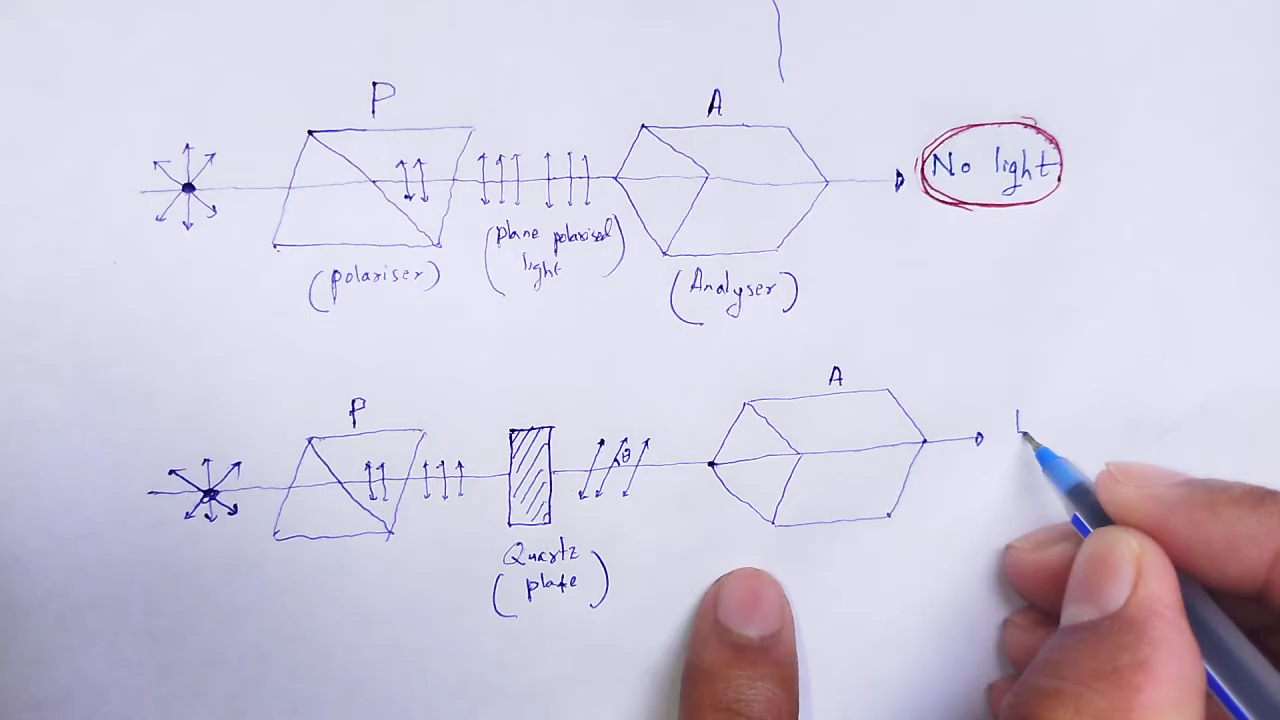 P
A
No light
(polariser)
(plane polarised
light)
(Analyser)
P
A
θ
Quartz
(plate)
L